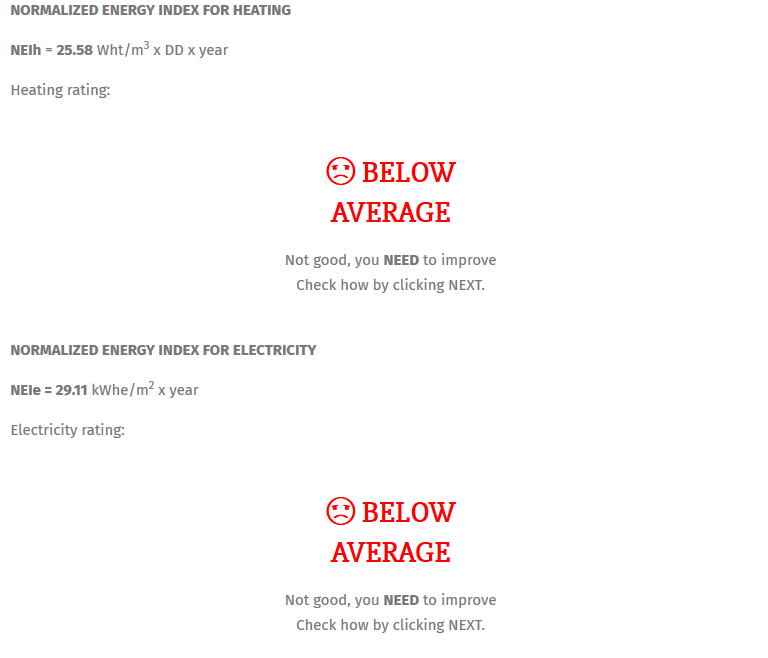 NORMALIZED ENERGY INDEX FOR HEATING
NEIh = 25.58 Wht/m³ x DD x year
Heating rating:
BELOW
AVERAGE
Not good, you NEED to improve
Check how by clicking NEXT.
NORMALIZED ENERGY INDEX FOR ELECTRICITY
NEIe = 29.11 kWhe/m² x year
Electricity rating:
BELOW
AVERAGE
Not good, you NEED to improve
Check how by clicking NEXT.